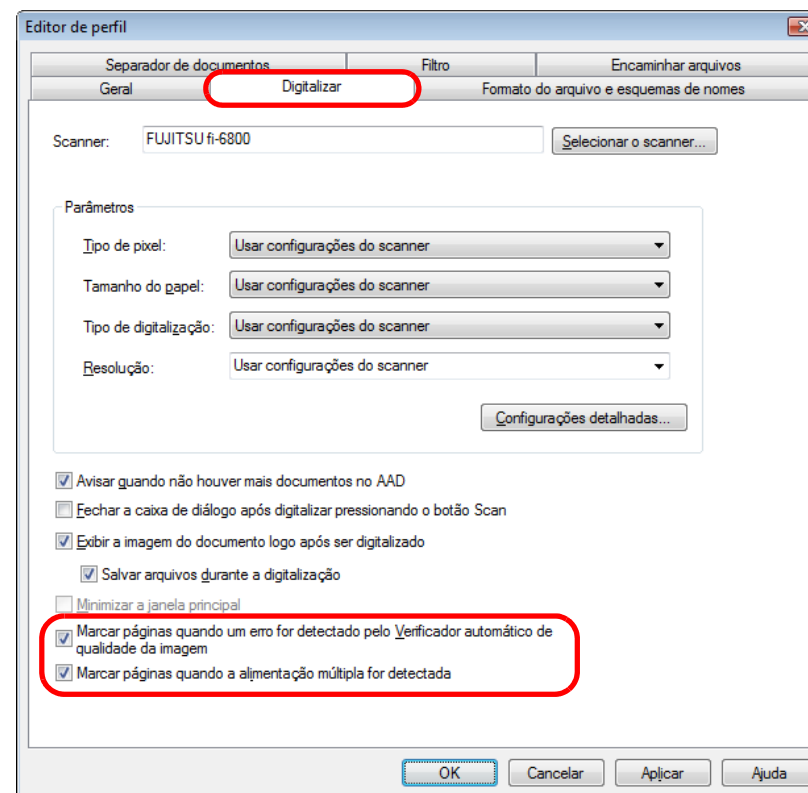 Editor de perfil
Separador de documentos
Filtro
Encaminhar arquivos
Geral
Digitalizar
Formato do arquivo e esquemas de nomes
Scanner:
FUJITSU fi-6800
Selecionar o scanner...
Parâmetros
Tipo de pixel:
Usar configurações do scanner
Tamanho do papel:
Usar configurações do scanner
Tipo de digitalização:
Usar configurações do scanner
Resolução:
Usar configurações do scanner
Configurações detalhadas...
Avisar quando não houver mais documentos no AAD
Fechar a caixa de diálogo após digitalizar pressionando o botão Scan
Exibir a imagem do documento logo após ser digitalizado
Salvar arquivos durante a digitalização
Minimizar a janela principal
Marcar páginas quando um erro for detectado pelo Verificador automático de
qualidade da imagem
Marcar páginas quando a alimentação múltipla for detectada
OK
Cancelar
Aplicar
Ajuda